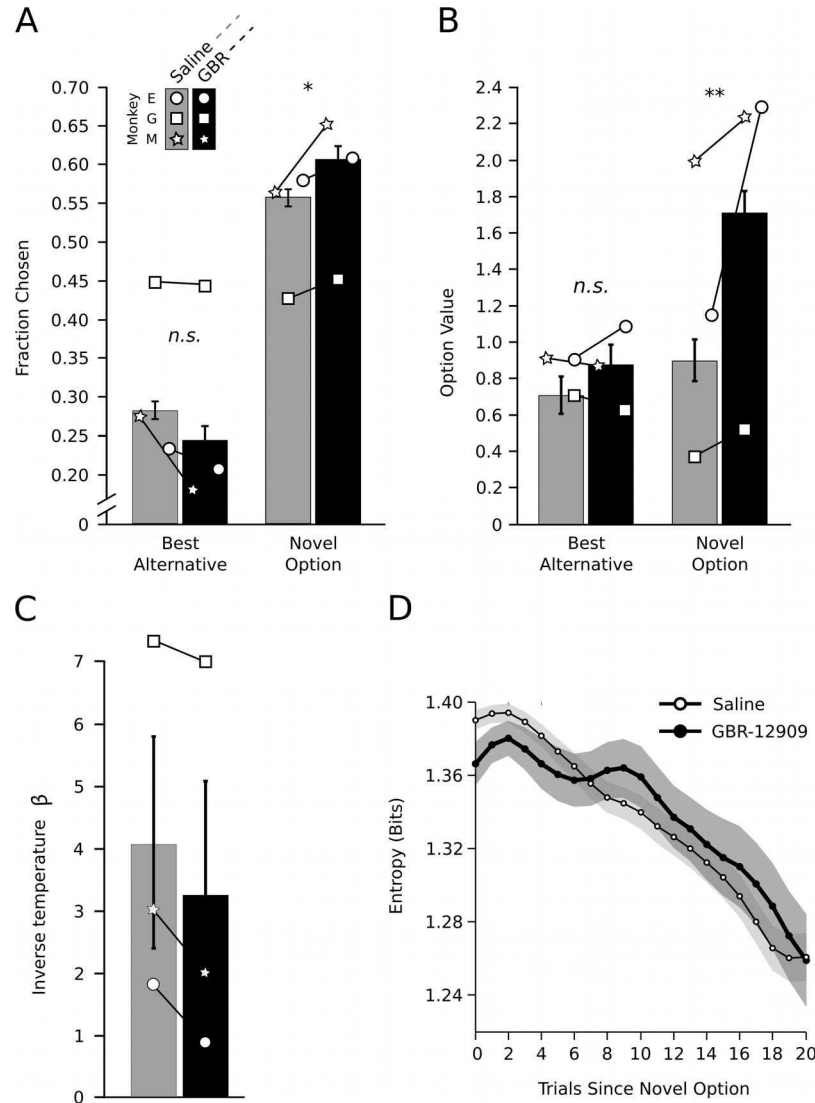 A
Saline
GBR
Monkey
E
G
M
Fraction Chosen
0.70
0.65
0.60
0.55
0.50
0.45
0.40
0.35
0.30
0.25
0.20
0
*
n.s.
Best
Alternative
Novel
Option
B
Option Value
2.4
2.2
2.0
1.8
1.6
1.4
1.2
1.0
0.8
0.6
0.4
0.2
0
**
n.s.
Best
Alternative
Novel
Option
C
Inverse temperature β
7
6
5
4
3
2
1
0
D
Entropy (Bits)
1.40
1.36
1.32
1.28
1.24
Saline
GBR-12909
0 2 4 6 8 10 12 14 16 18 20
Trials Since Novel Option